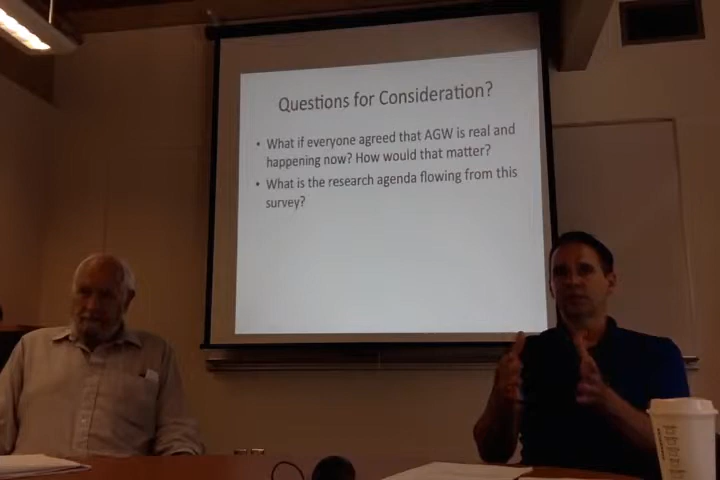 Questions for Consideration?
• What if everyone agreed that AGW is real and
happening now? How would that matter?
• What is the research agenda flowing from this
survey?